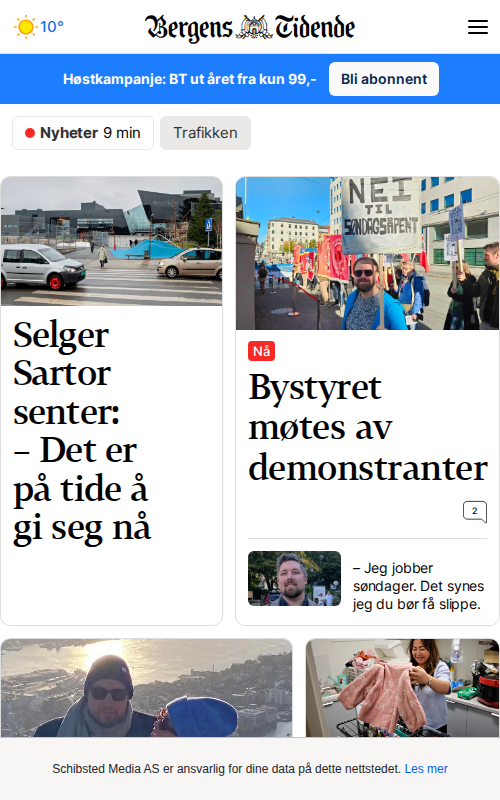 10°
Bergens Tidende
Høstkampanje: BT ut året fra kun 99,-
Bli abonnent
Nyheter 9 min
Trafikken
Selger
Sartor
senter:
– Det er
på tide å
gi seg nå
NEI
TIL
SØNDAGSÅPENT
Nå
Bystyret
møtes av
demonstranter
2
– Jeg jobber
søndager. Det synes
jeg du bør få slippe.
Schibsted Media AS er ansvarlig for dine data på dette nettstedet. Les mer